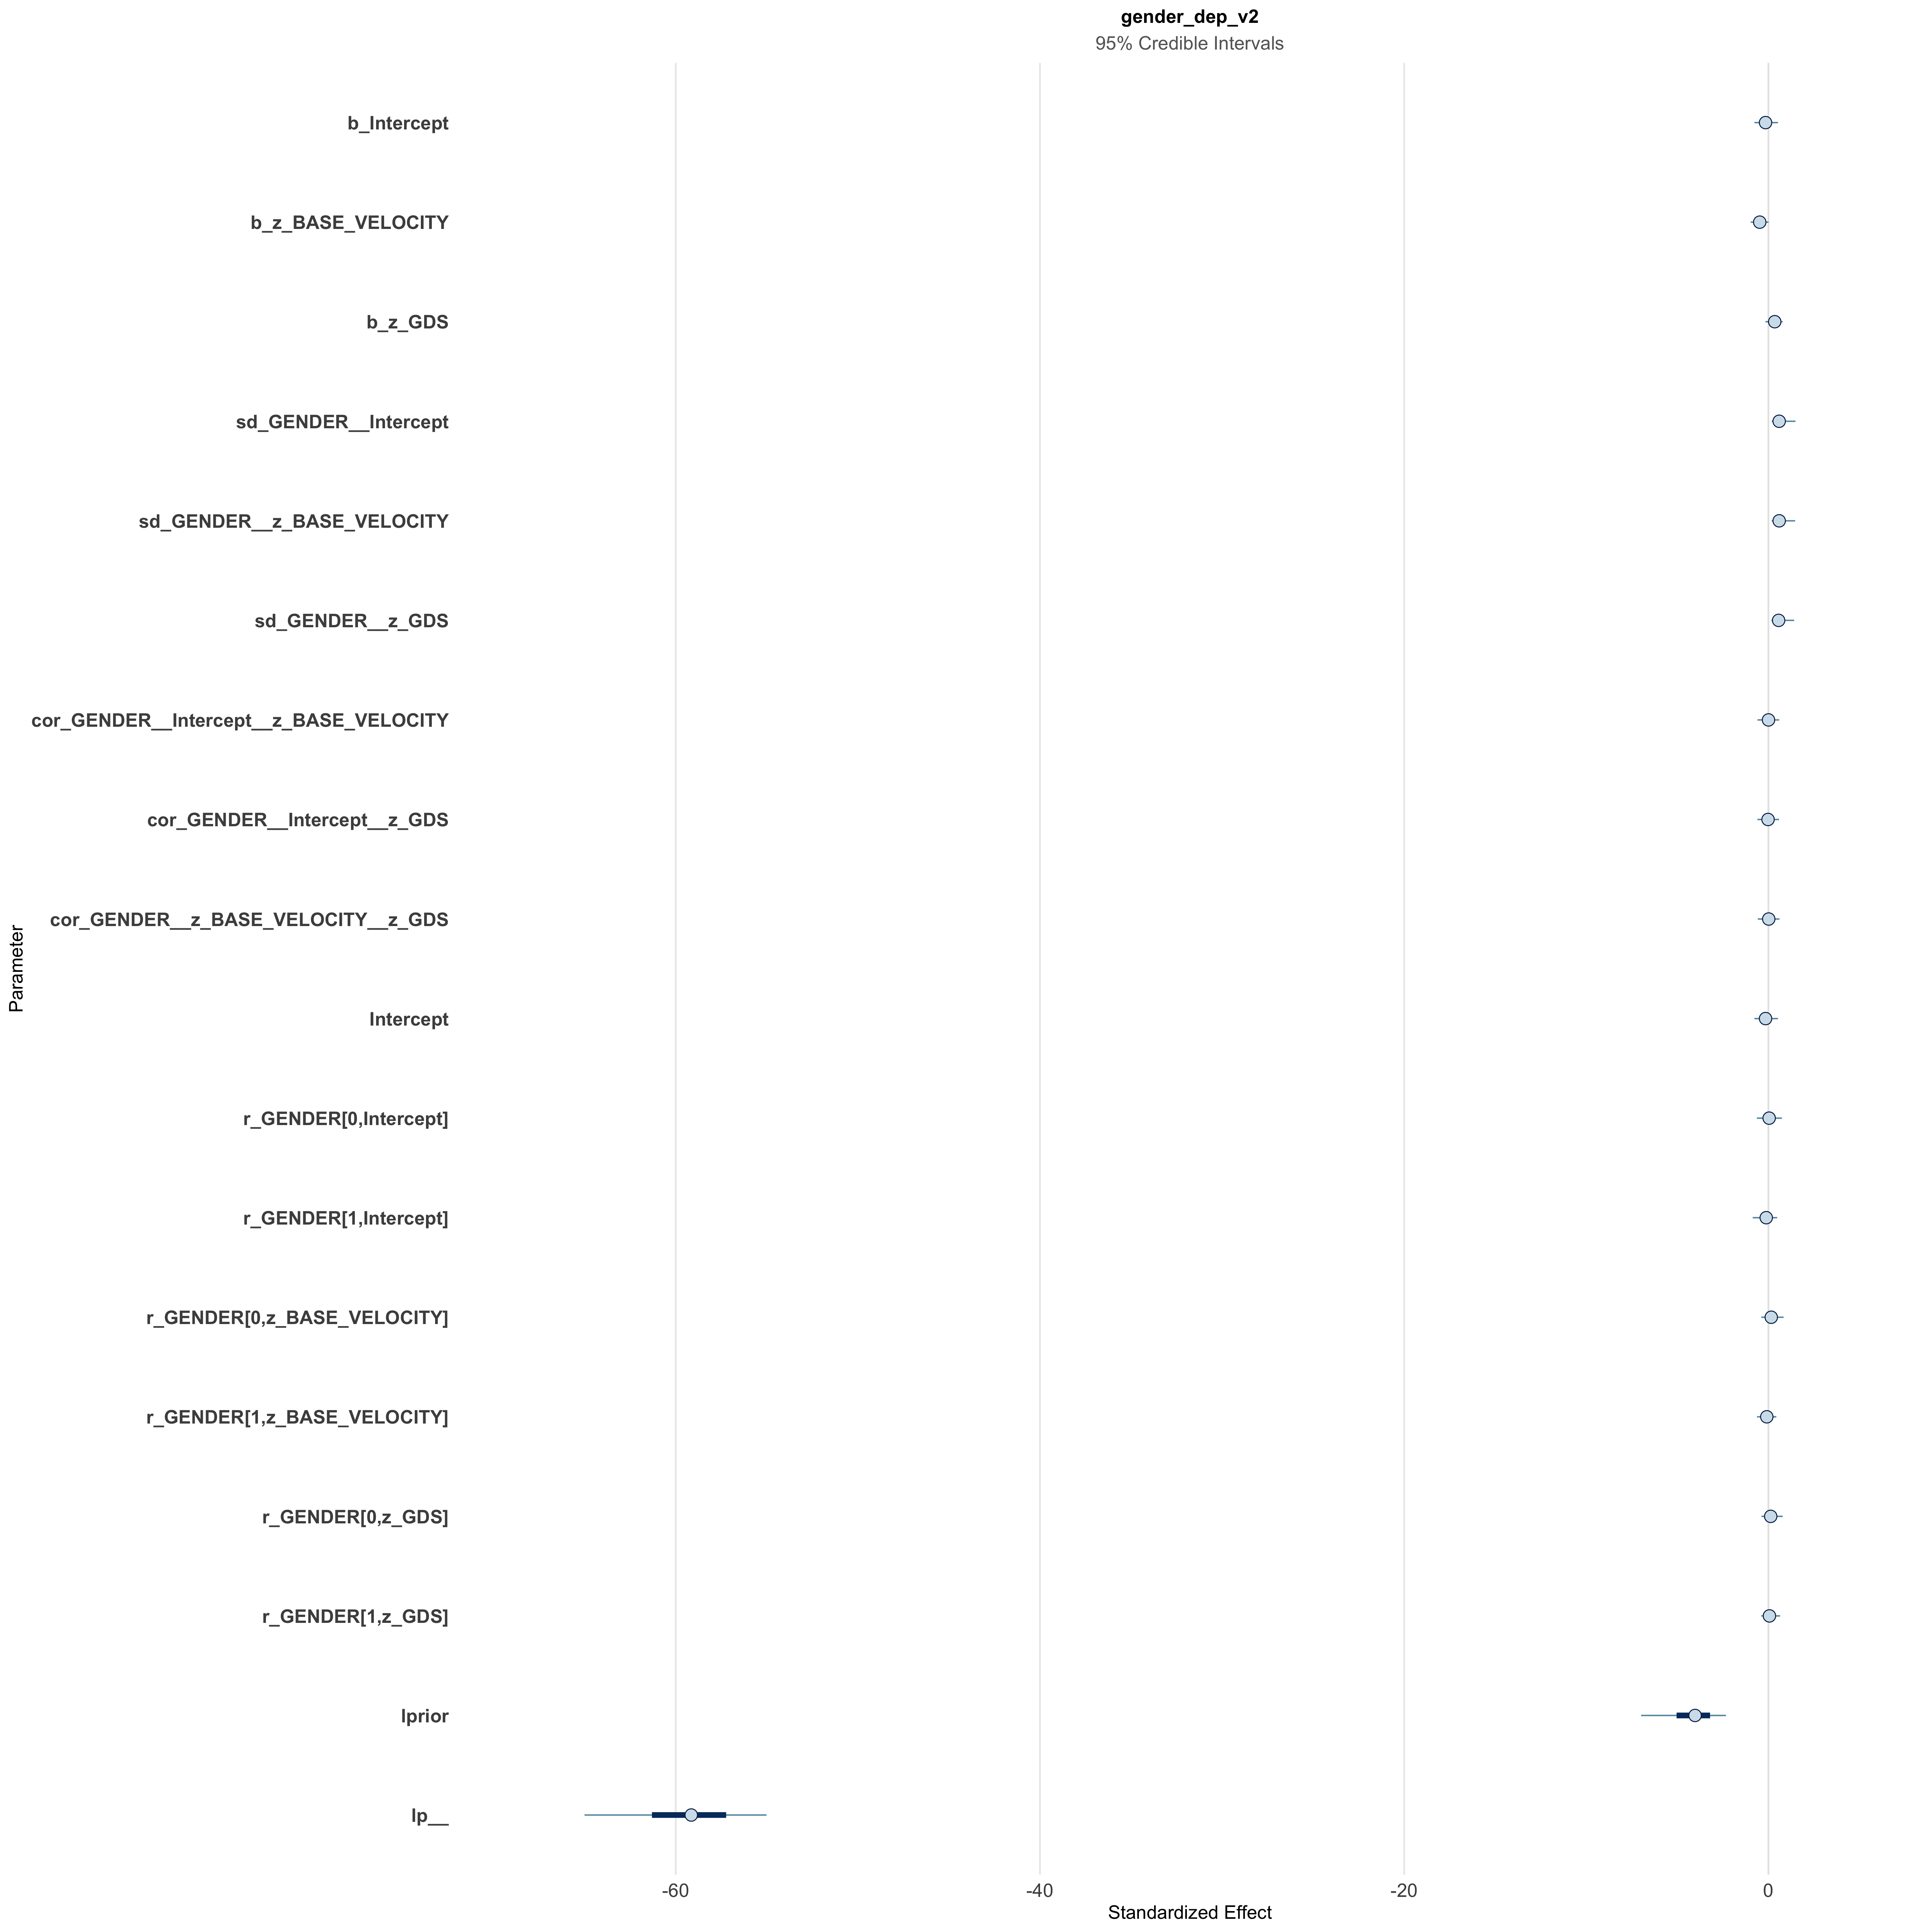 gender_dep_v2
95% Credible Intervals
b_Intercept
b_z_BASE_VELOCITY
b_z_GDS
sd_GENDER__Intercept
sd_GENDER__z_BASE_VELOCITY
sd_GENDER__z_GDS
cor_GENDER__Intercept__z_BASE_VELOCITY
cor_GENDER__Intercept__z_GDS
cor_GENDER__z_BASE_VELOCITY__z_GDS
Intercept
r_GENDER[0,Intercept]
r_GENDER[1,Intercept]
r_GENDER[0,z_BASE_VELOCITY]
r_GENDER[1,z_BASE_VELOCITY]
r_GENDER[0,z_GDS]
r_GENDER[1,z_GDS]
lprior
lp__
Parameter
-60 -40 -20 0
Standardized Effect